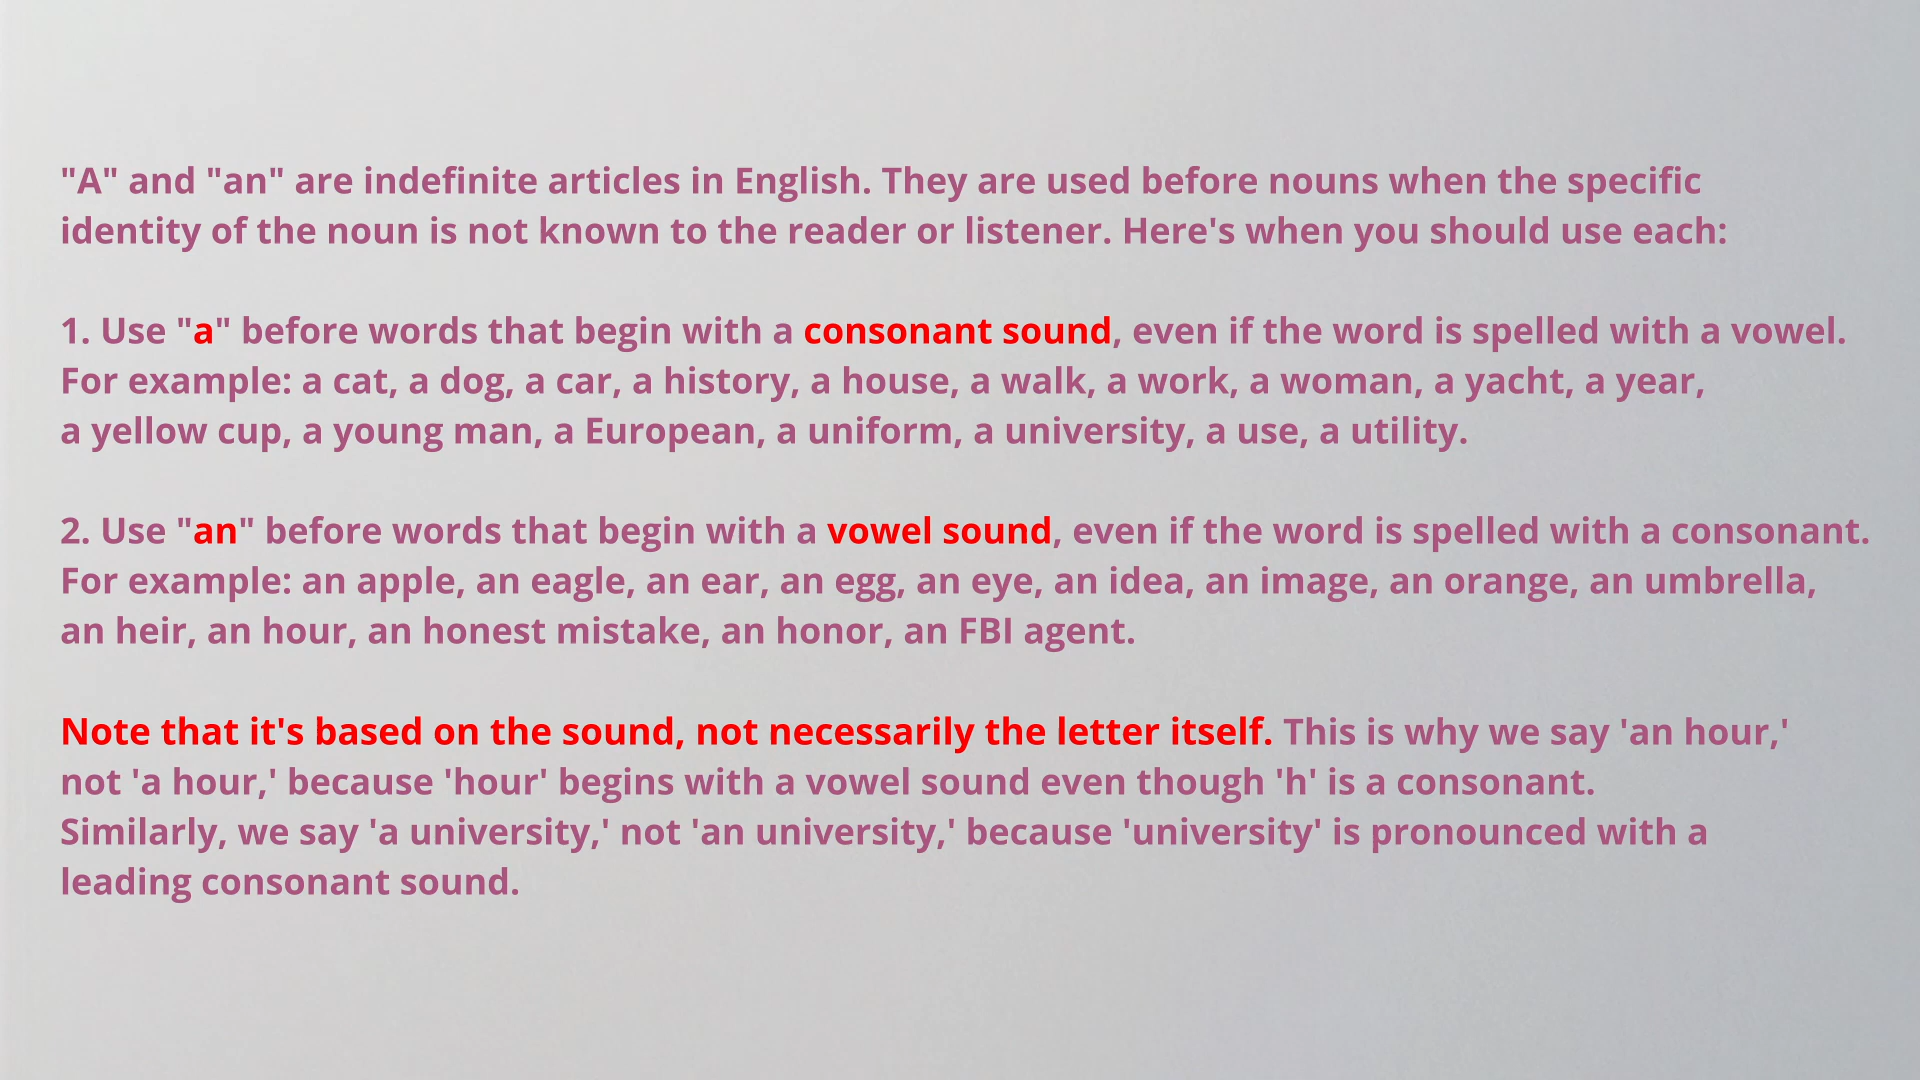 "A" and "an" are indefinite articles in English. They are used before nouns when the specific
identity of the noun is not known to the reader or listener. Here's when you should use each:
1. Use "a" before words that begin with a consonant sound, even if the word is spelled with a vowel.
For example: a cat, a dog, a car, a history, a house, a walk, a work, a woman, a yacht, a year,
a yellow cup, a young man, a European, a uniform, a university, a use, a utility.
2. Use "an" before words that begin with a vowel sound, even if the word is spelled with a consonant.
For example: an apple, an eagle, an ear, an egg, an eye, an idea, an image, an orange, an umbrella,
an heir, an hour, an honest mistake, an honor, an FBI agent.
Note that it's based on the sound, not necessarily the letter itself. This is why we say 'an hour,'
not 'a hour,' because 'hour' begins with a vowel sound even though 'h' is a consonant.
Similarly, we say 'a university,' not 'an university,' because 'university' is pronounced with a
leading consonant sound.